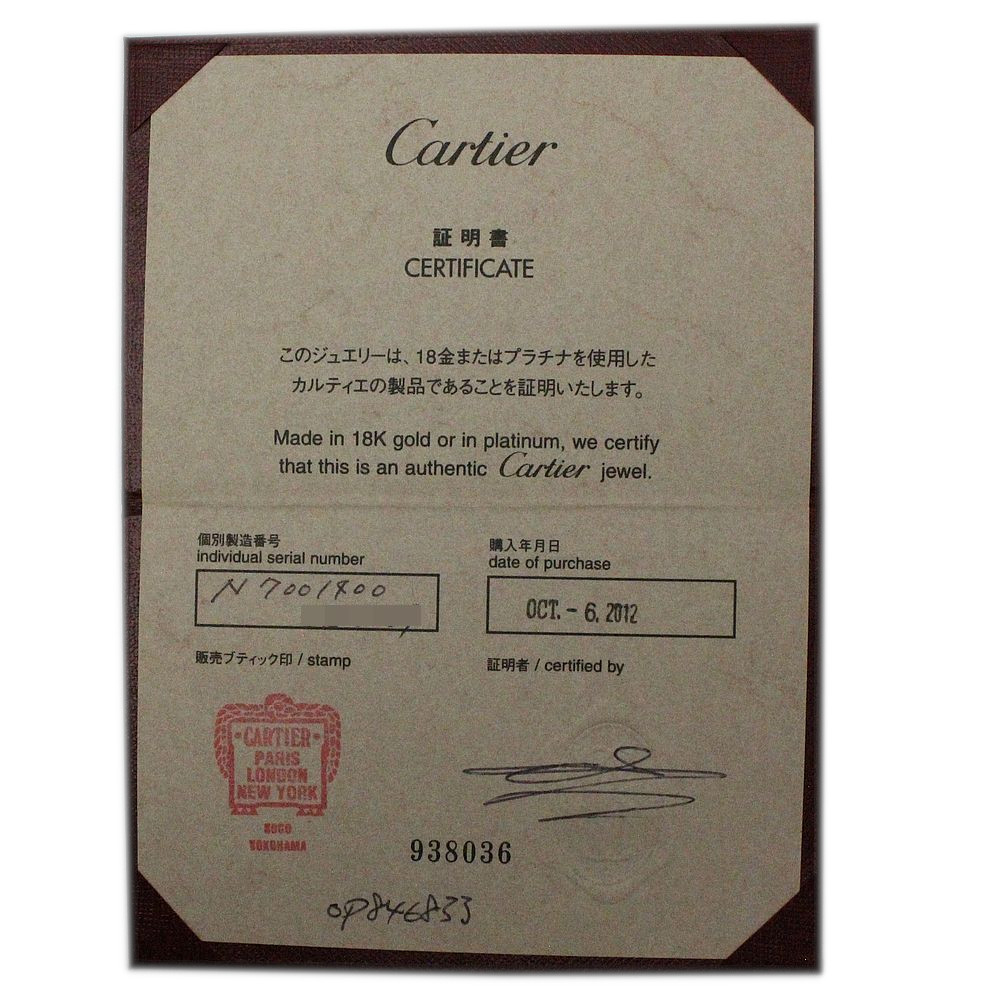 Cartier
証明書
CERTIFICATE
このジュエリーは、18金またはプラチナを使用した
カルティエの製品であることを証明いたします。
Made in 18K gold or in platinum, we certify
that this is an authentic Cartier jewel.
個別製造番号
individual serial number
N7001800
購入年月日
date of purchase
OCT. - 6. 2012
販売ブティック印 / stamp
証明者 / certified by
CARTIER
PARIS
LONDON
NEW YORK
SOGO
YOKOHAMA
938036
OP846833